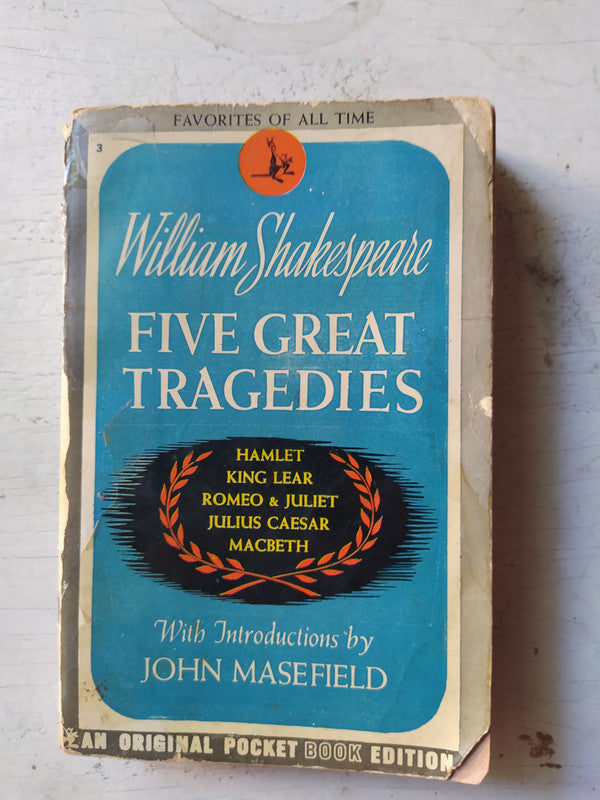 FAVORITES OF ALL TIME
3
William Shakespeare
FIVE GREAT
TRAGEDIES
HAMLET
KING LEAR
ROMEO & JULIET
JULIUS CAESAR
MACBETH
With Introductions by
JOHN MASEFIELD
AN ORIGINAL POCKET BOOK EDITION